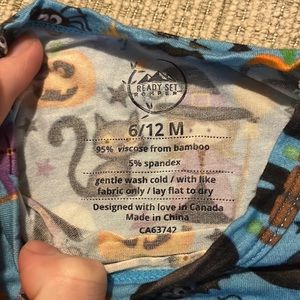 READY SET
ROMPER
6/12 M
95% viscose from bamboo
5% spandex
gentle wash cold / with like
fabric only / lay flat to dry
Designed with love in Canada
Made in China
CA63742